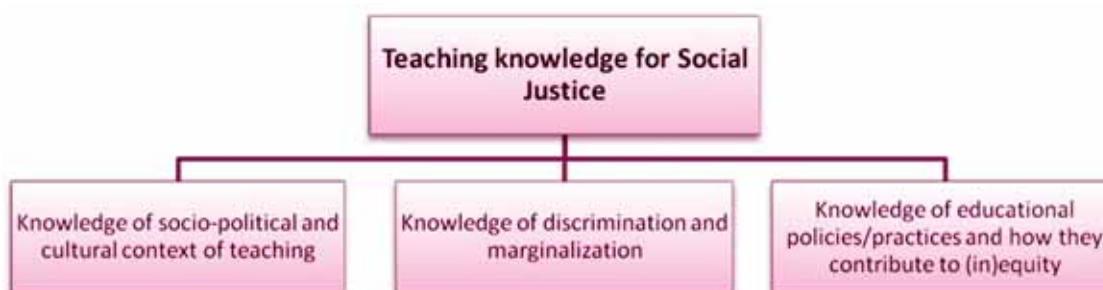 Teaching knowledge for Social
Justice
Knowledge of socio-political and
cultural context of teaching
Knowledge of discrimination and
marginalization
Knowledge of educational
policies/practices and how they
contribute to (in)equity